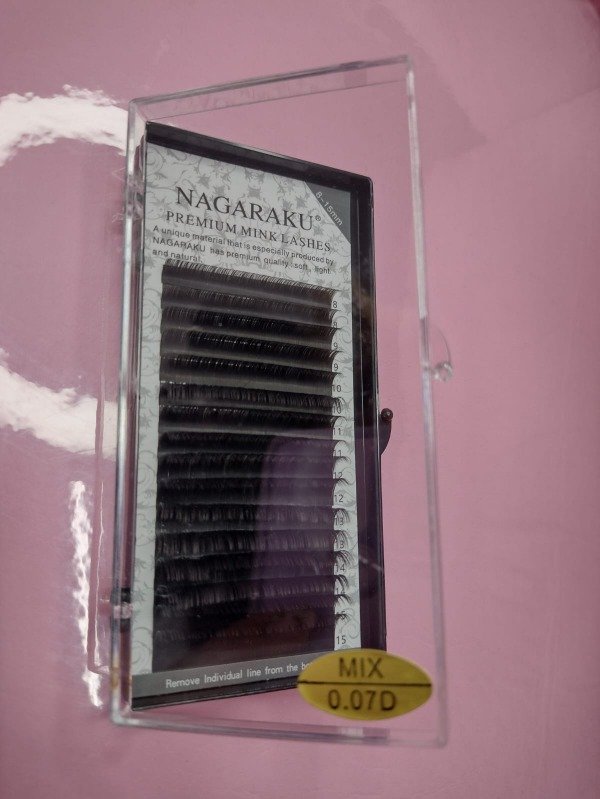 8-15mm
NAGARAKU®
PREMIUM MINK LASHES
A unique material that is especially produced by
NAGARAKU has premium quality, soft, light,
and natural.
8
9
9
9
10
10
11
11
12
12
13
13
14
14
15
Remove Individual line from the
MIX
0.07D